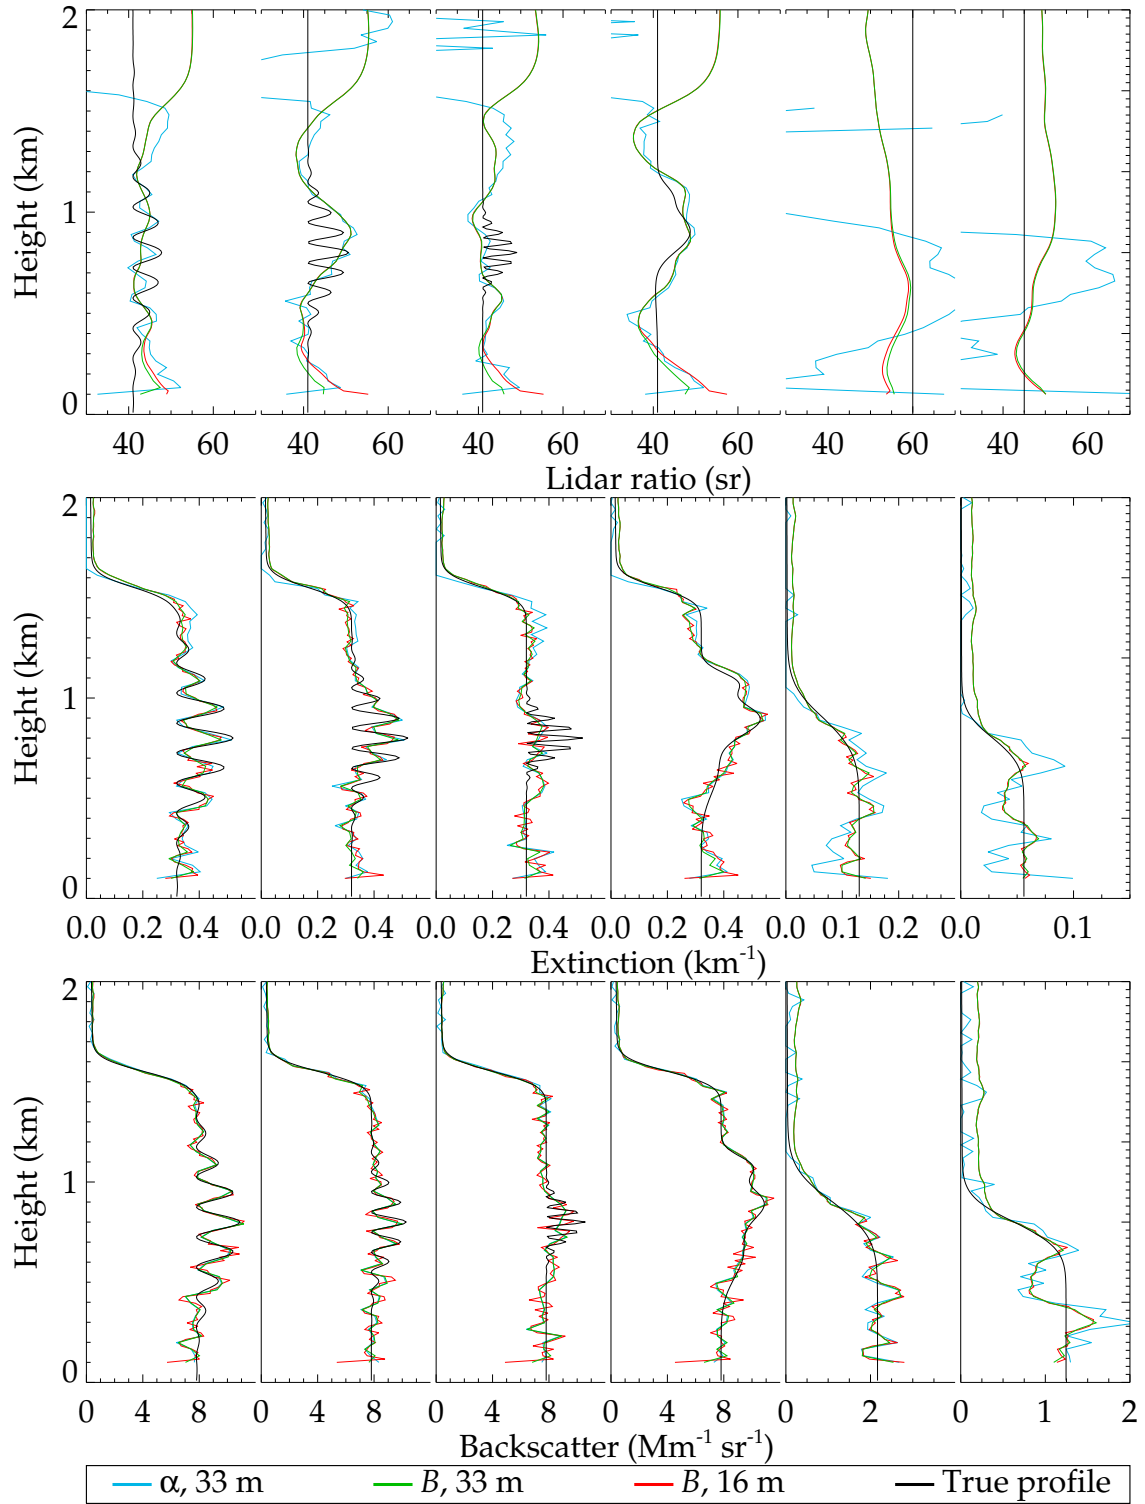 2
1
0
Height (km)
40 60 40 60 40 60 40 60 40 60 40 60
Lidar ratio (sr)
2
1
0
Height (km)
0.0 0.2 0.4 0.0 0.2 0.4 0.0 0.2 0.4 0.0 0.2 0.4 0.0 0.1 0.2 0.0 0.1
Extinction (km⁻¹)
2
1
0
Height (km)
0 4 8 0 4 8 0 4 8 0 4 8 0 2 0 1 2
Backscatter (Mm⁻¹ sr⁻¹)
α, 33 m B, 33 m B, 16 m True profile